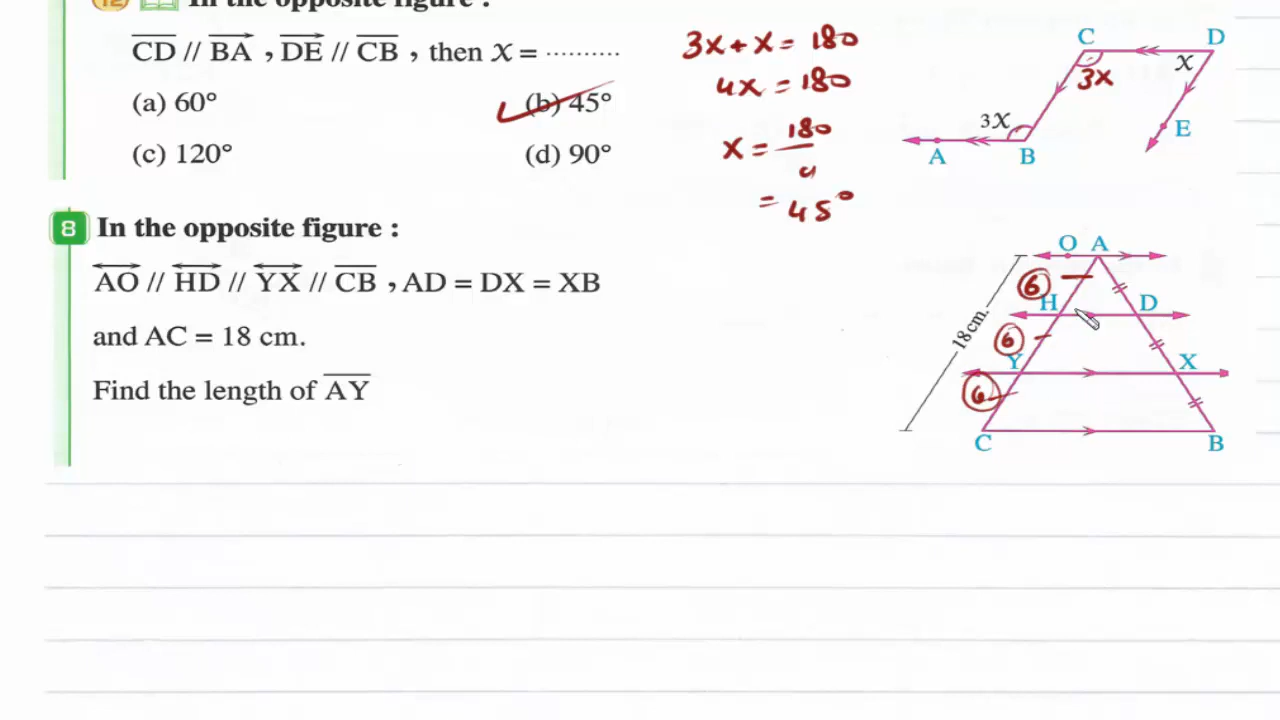 12 In the opposite figure :
CD // BA , DE // CB , then x = ..........
(a) 60°
(b) 45°
(c) 120°
(d) 90°
3x + x = 180
4x = 180
x = 180
4
= 45°
C
D
x
3x
3x
E
A
B
8 In the opposite figure :
AO // HD // YX // CB , AD = DX = XB
and AC = 18 cm.
Find the length of AY
O A
6
H
D
18 cm.
6
Y
X
6
C
B